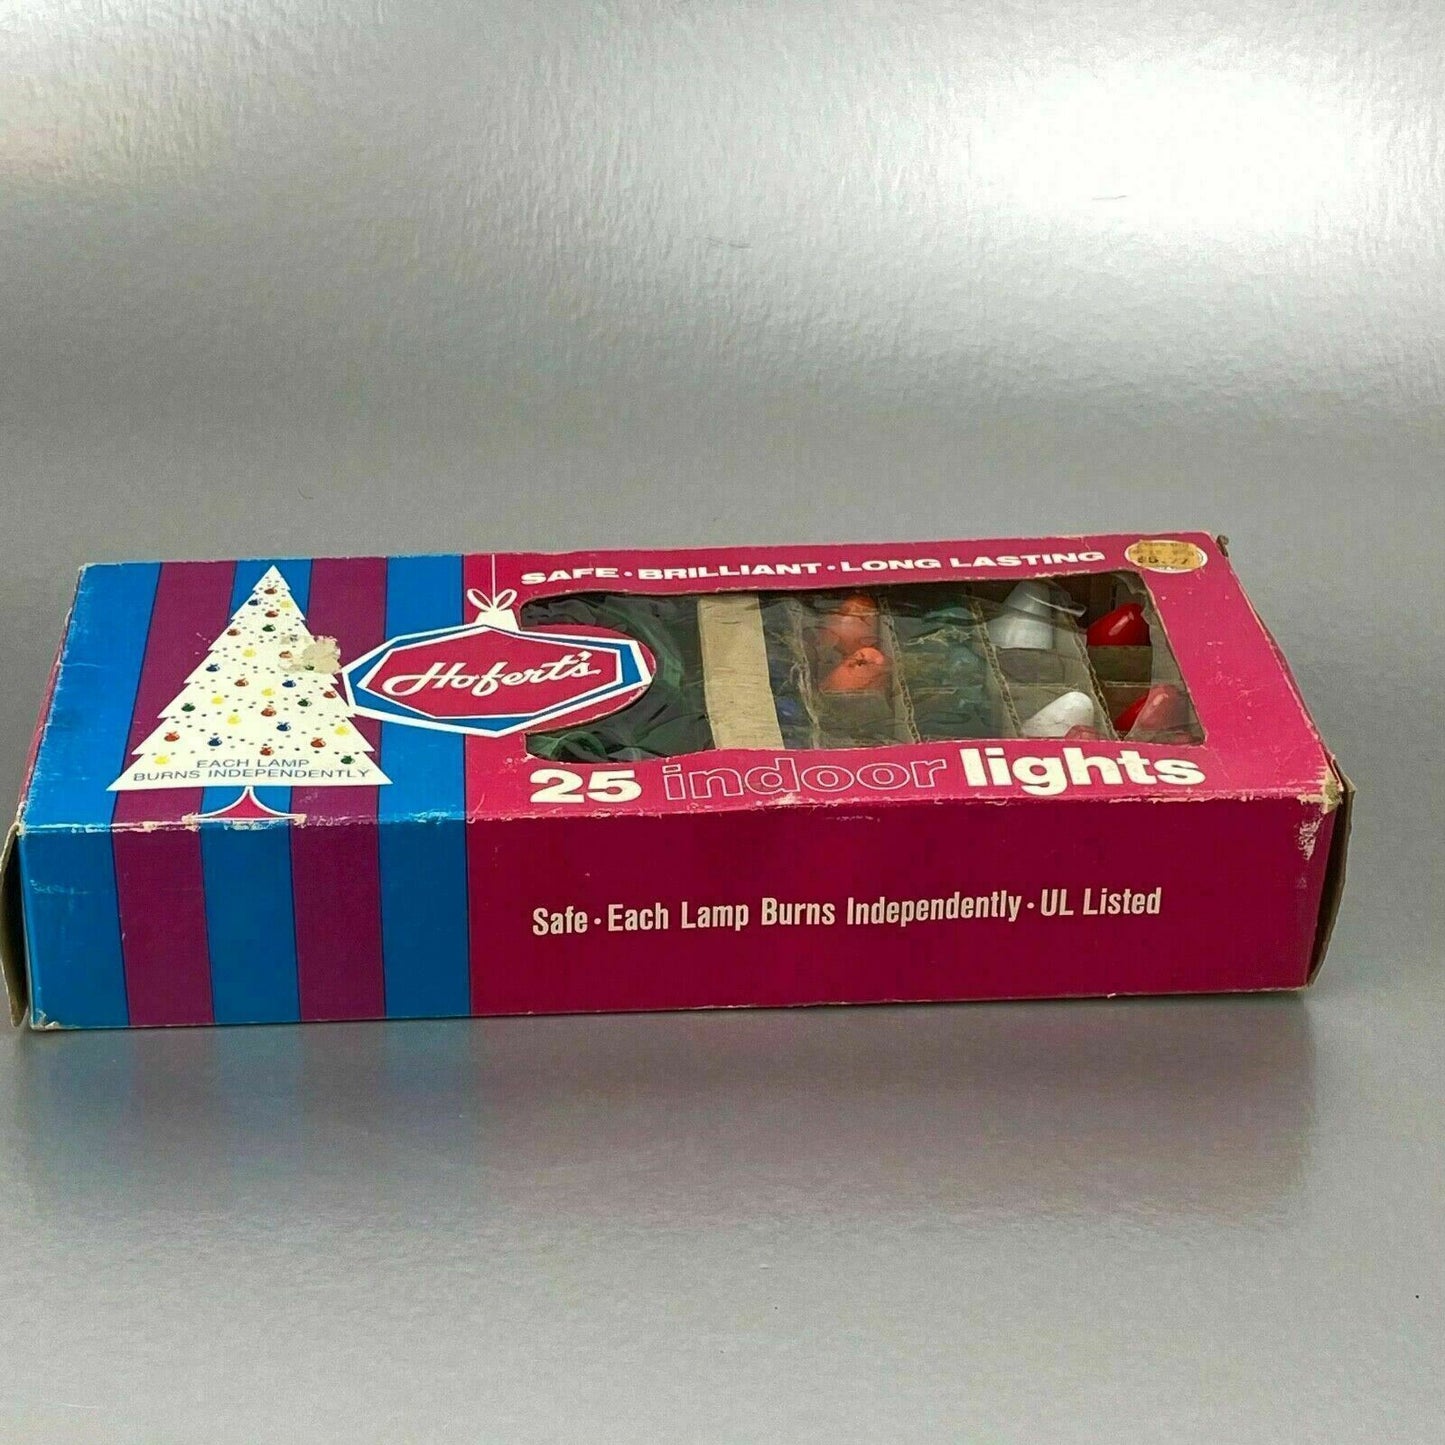 SAFE · BRILLIANT · LONG LASTING
Hofert's
EACH LAMP
BURNS INDEPENDENTLY
25 indoor lights
Safe · Each Lamp Burns Independently · UL Listed